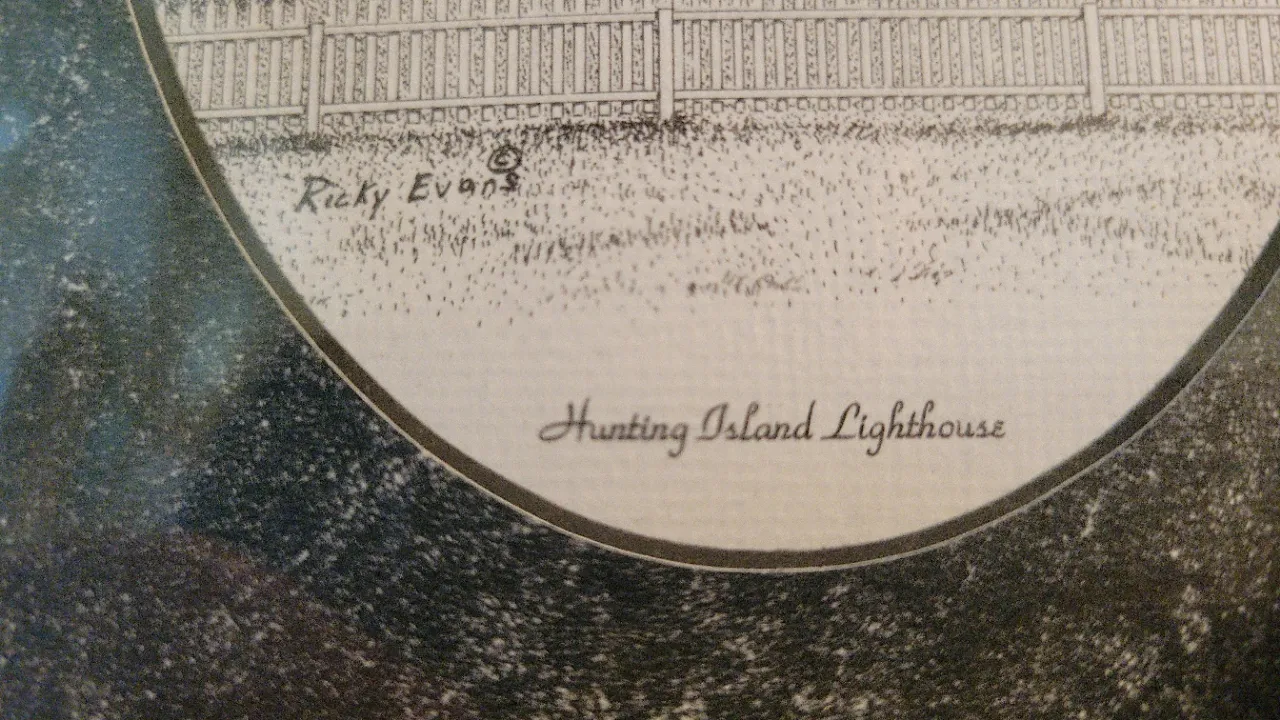 ©
Ricky Evans
Hunting Island Lighthouse